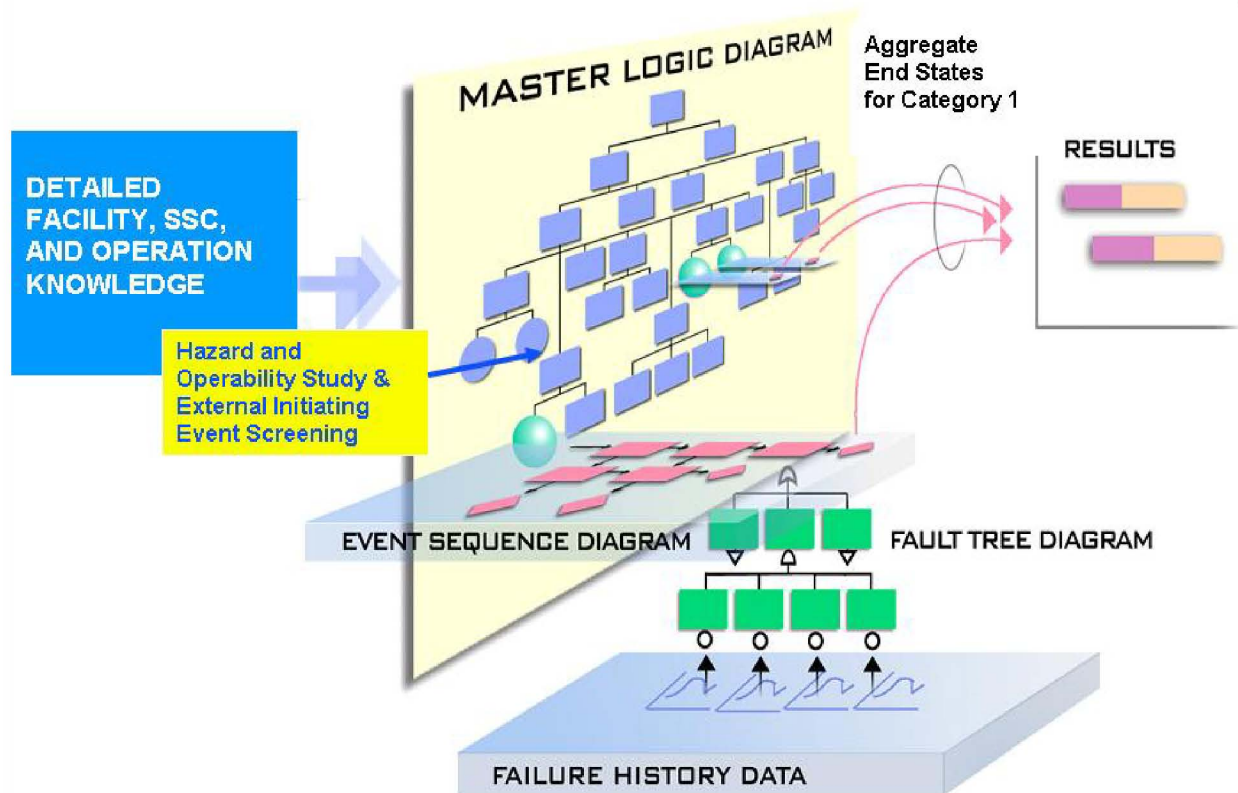 MASTER LOGIC DIAGRAM
Aggregate
End States
for Category 1
RESULTS
DETAILED
FACILITY, SSC,
AND OPERATION
KNOWLEDGE
Hazard and
Operability Study &
External Initiating
Event Screening
EVENT SEQUENCE DIAGRAM
FAULT TREE DIAGRAM
FAILURE HISTORY DATA